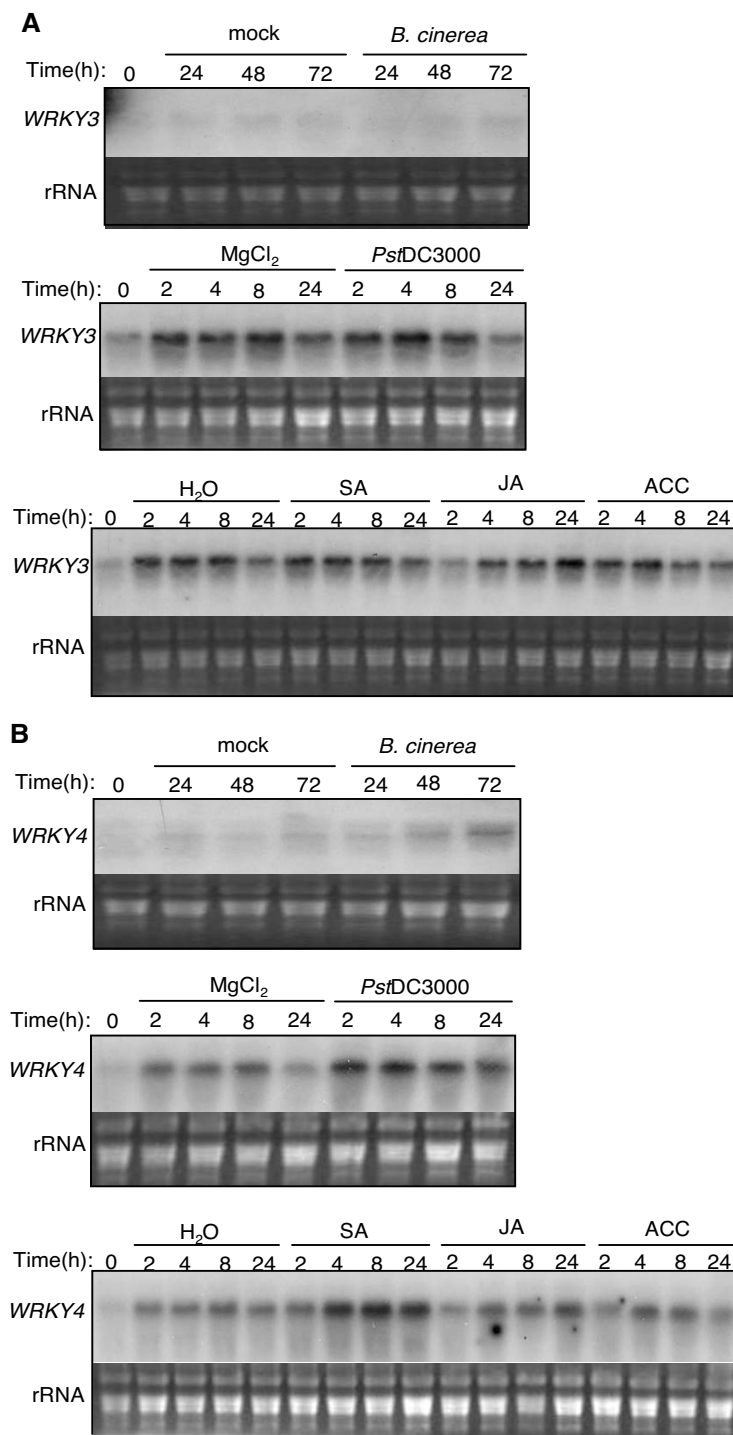 A
mock B. cinerea
Time(h): 0 24 48 72 24 48 72
WRKY3
rRNA
MgCl₂ PstDC3000
Time(h): 0 2 4 8 24 2 4 8 24
WRKY3
rRNA
H₂O SA JA ACC
Time(h): 0 2 4 8 24 2 4 8 24 2 4 8 24 2 4 8 24
WRKY3
rRNA
B
mock B. cinerea
Time(h): 0 24 48 72 24 48 72
WRKY4
rRNA
MgCl₂ PstDC3000
Time(h): 0 2 4 8 24 2 4 8 24
WRKY4
rRNA
H₂O SA JA ACC
Time(h): 0 2 4 8 24 2 4 8 24 2 4 8 24 2 4 8 24
WRKY4
rRNA